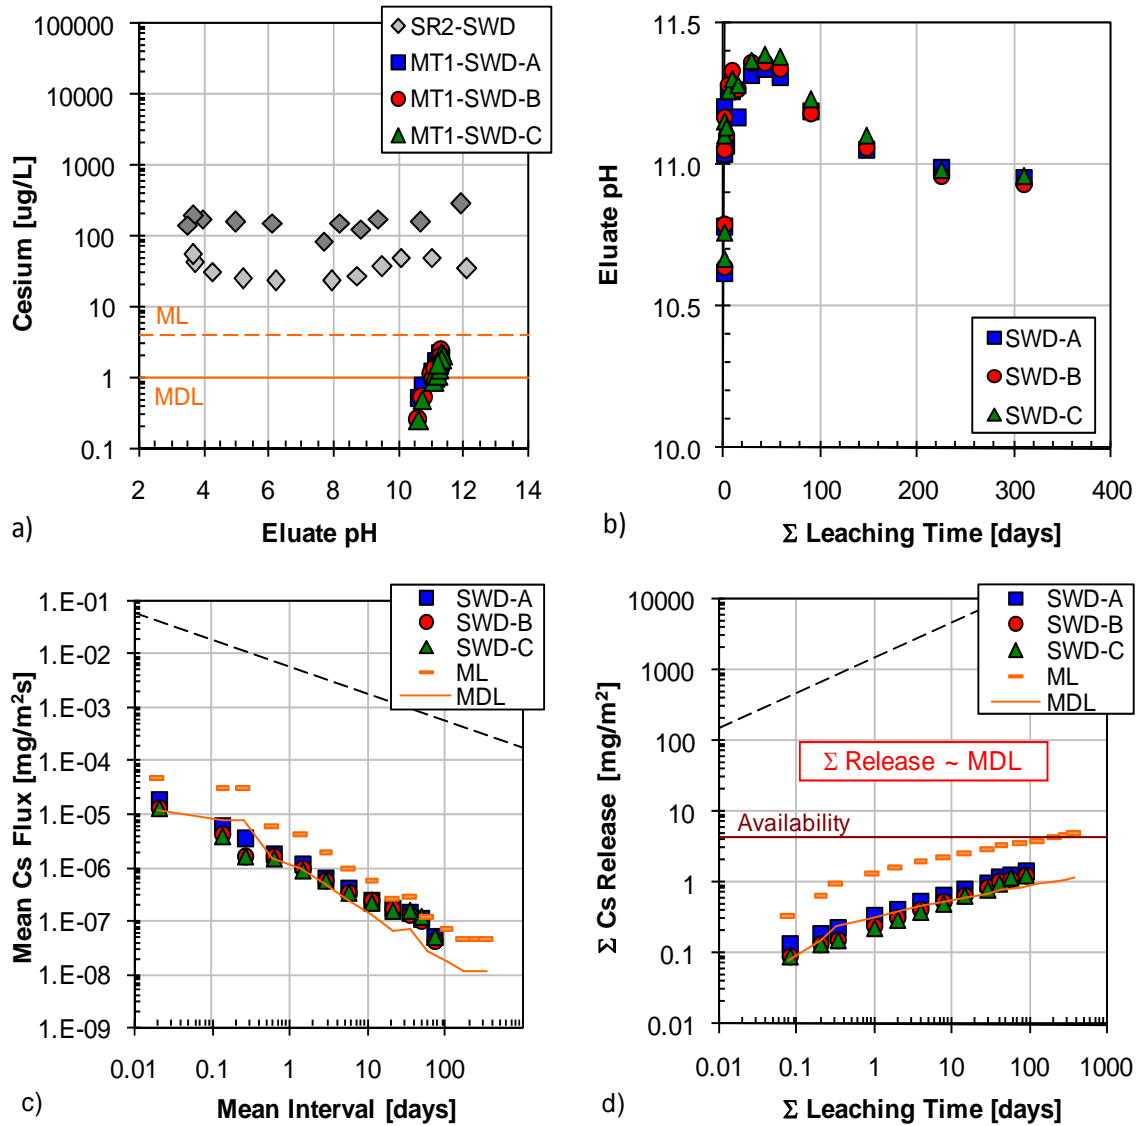 100000
10000
1000
100
10
1
0.1
Cesium [ug/L]
SR2-SWD
MT1-SWD-A
MT1-SWD-B
MT1-SWD-C
ML
MDL
2 4 6 8 10 12 14
Eluate pH
a)
11.5
11.0
10.5
10.0
Eluate pH
SWD-A
SWD-B
SWD-C
0 100 200 300 400
Σ Leaching Time [days]
b)
1.E-01
1.E-02
1.E-03
1.E-04
1.E-05
1.E-06
1.E-07
1.E-08
1.E-09
Mean Cs Flux [mg/m²s]
SWD-A
SWD-B
SWD-C
ML
MDL
0.01 0.1 1 10 100 1000
Mean Interval [days]
c)
10000
1000
100
10
1
0.1
0.01
Σ Cs Release [mg/m²]
SWD-A
SWD-B
SWD-C
ML
MDL
Σ Release ~ MDL
Availability
0.01 0.1 1 10 100 1000
Σ Leaching Time [days]
d)